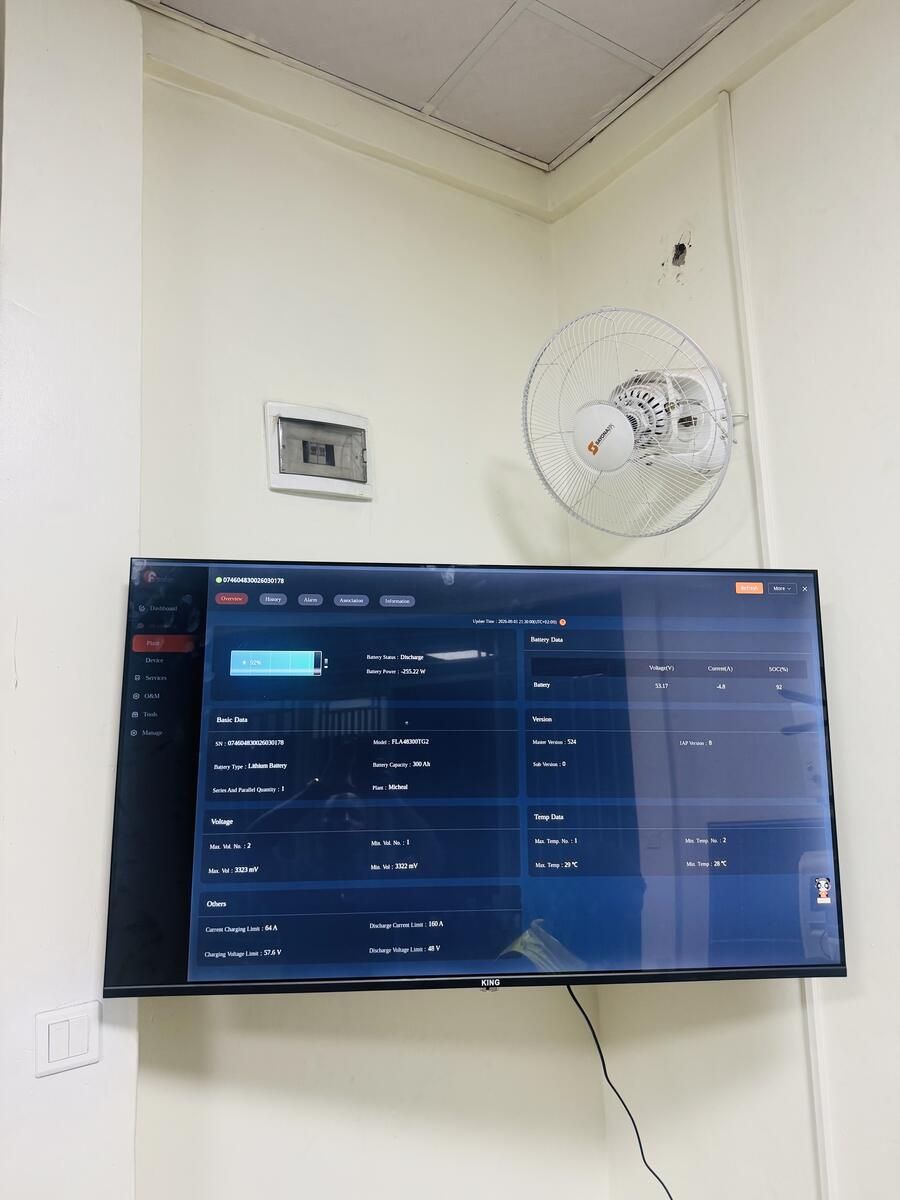 SAYONA
074604830026030178
Refresh
More
Overview
History
Alarm
Association
Information
Dashboard
Plant
Device
Services
O&M
Tools
Manage
92%
Battery Status : Discharge
Battery Power : -255.22 W
Battery Data
Voltage(V) Current(A) SOC(%)
Battery 53.17 -4.8 92
Basic Data
SN : 074604830026030178
Model : FLA48300TG2
Battery Type : Lithium Battery
Battery Capacity : 300 Ah
Series And Parallel Quantity : 1
Plant : Micheal
Version
Master Version : 524
IAP Version : 8
Sub Version : 0
Voltage
Max. Vol. No. : 2
Min. Vol. No. : 1
Max. Vol : 3323 mV
Min. Vol : 3322 mV
Temp Data
Max. Temp. No. : 1
Min. Temp. No. : 2
Max. Temp : 29 ℃
Min. Temp : 28 ℃
Others
Current Charging Limit : 64 A
Discharge Current Limit : 160 A
Charging Voltage Limit : 57.6 V
Discharge Voltage Limit : 48 V
KING